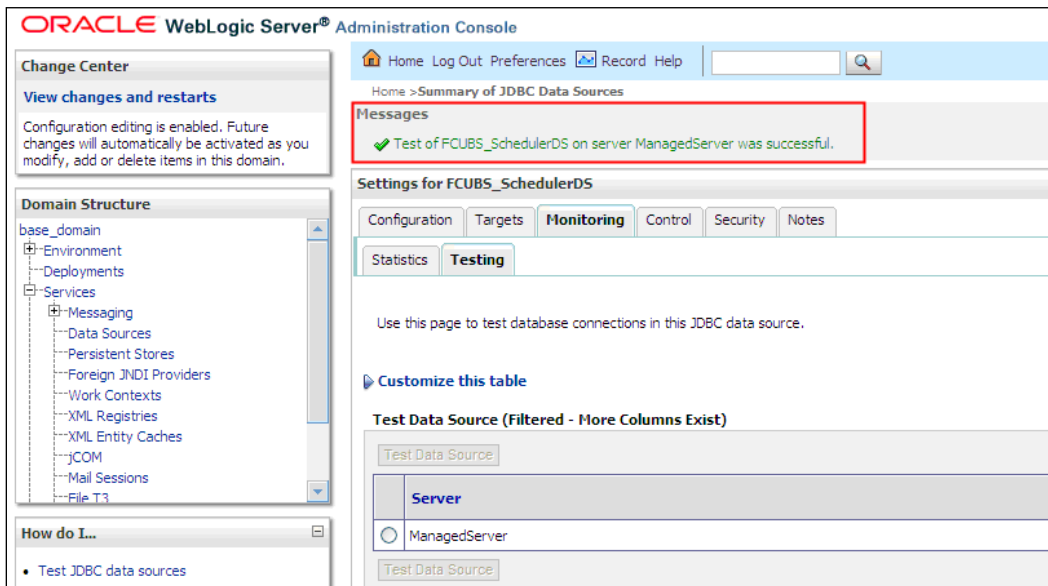 ORACLE WebLogic Server® Administration Console
Change Center
View changes and restarts
Configuration editing is enabled. Future
changes will automatically be activated as you
modify, add or delete items in this domain.
Domain Structure
base_domain
Environment
Deployments
Services
Messaging
Data Sources
Persistent Stores
Foreign JNDI Providers
Work Contexts
XML Registries
XML Entity Caches
jCOM
Mail Sessions
File T3
How do I...
Test JDBC data sources
Home Log Out Preferences Record Help
Home >Summary of JDBC Data Sources
Messages
Test of FCUBS_SchedulerDS on server ManagedServer was successful.
Settings for FCUBS_SchedulerDS
Configuration Targets Monitoring Control Security Notes
Statistics Testing
Use this page to test database connections in this JDBC data source.
Customize this table
Test Data Source (Filtered - More Columns Exist)
Test Data Source
Server
ManagedServer
Test Data Source